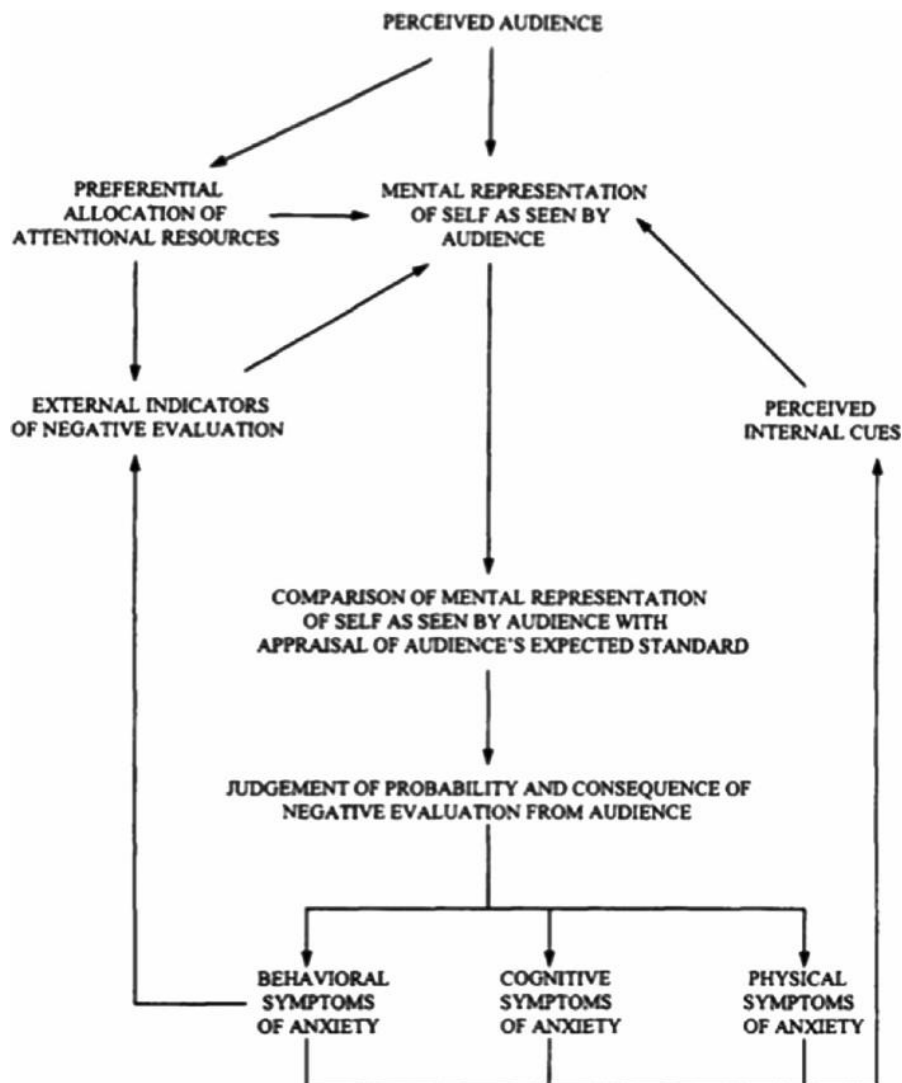 PERCEIVED AUDIENCE
PREFERENTIAL
ALLOCATION OF
ATTENTIONAL RESOURCES
MENTAL REPRESENTATION
OF SELF AS SEEN BY
AUDIENCE
EXTERNAL INDICATORS
OF NEGATIVE EVALUATION
PERCEIVED
INTERNAL CUES
COMPARISON OF MENTAL REPRESENTATION
OF SELF AS SEEN BY AUDIENCE WITH
APPRAISAL OF AUDIENCE'S EXPECTED STANDARD
JUDGEMENT OF PROBABILITY AND CONSEQUENCE OF
NEGATIVE EVALUATION FROM AUDIENCE
BEHAVIORAL
SYMPTOMS
OF ANXIETY
COGNITIVE
SYMPTOMS
OF ANXIETY
PHYSICAL
SYMPTOMS
OF ANXIETY